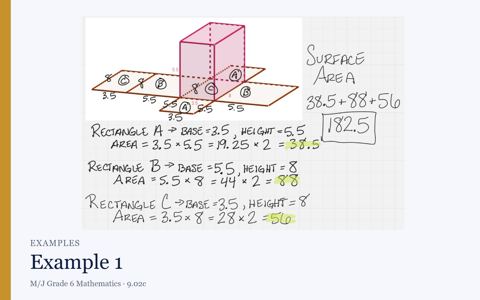 8
C
8
B
3.5
5.5
5.5
A
3.5
8
C
A
B
5.5
SURFACE
AREA
38.5+88+56
182.5
RECTANGLE A → BASE=3.5, HEIGHT=5.5
AREA = 3.5 × 5.5 = 19.25 × 2 = 38.5
RECTANGLE B → BASE=5.5, HEIGHT=8
AREA = 5.5 × 8 = 44 × 2 = 88
RECTANGLE C → BASE=3.5, HEIGHT=8
AREA = 3.5 × 8 = 28 × 2 = 56
EXAMPLES
Example 1
M/J Grade 6 Mathematics - 9.02c